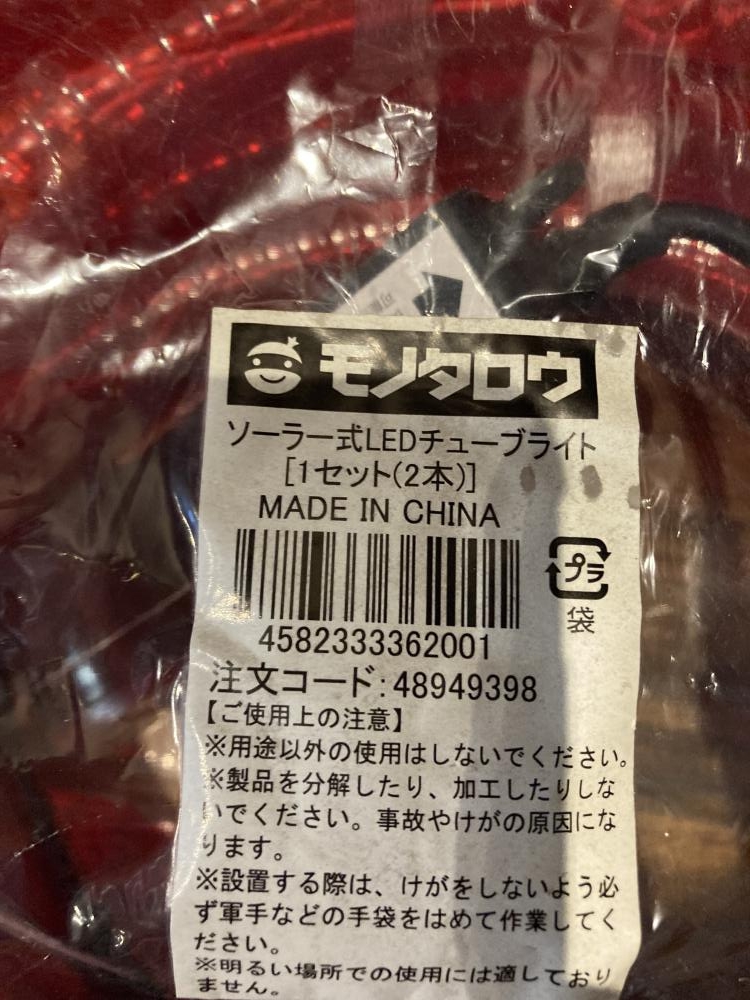 モノタロウ
ソーラー式LEDチューブライト
[1セット(2本)]
MADE IN CHINA
プラ
袋
4582333362001
注文コード:48949398
【ご使用上の注意】
※用途以外の使用はしないでください。
※製品を分解したり、加工したりしな
いでください。事故やけがの原因にな
ります。
※設置する際は、けがをしないよう必
ず軍手などの手袋をはめて作業してく
ださい。
※明るい場所での使用には適しており
ません。